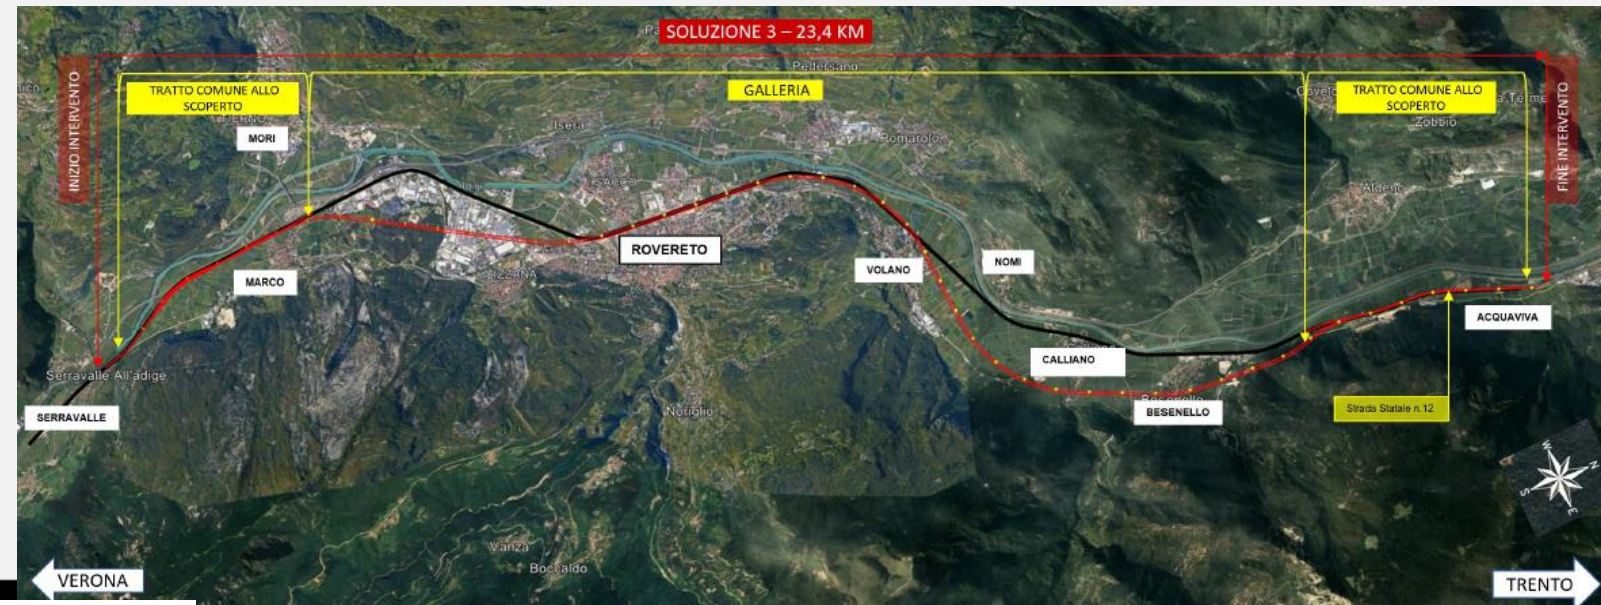 SOLUZIONE 3 – 23,4 KM
INIZIO INTERVENTO
TRATTO COMUNE ALLO
SCOPERTO
GALLERIA
Pedersano
TRATTO COMUNE ALLO
SCOPERTO
FINE INTERVENTO
Zobbio
MORI
Isera
Pomarolo
SACCO
Aldeno
ROVERETO
MARCO
LIZZANA
VOLANO
NOMI
ACQUAVIVA
CALLIANO
Serravalle All'adige
SERRAVALLE
Noriglio
BESENELLO
Strada Statale n.12
W
N
S
E
Vanza
Boccaldo
VERONA
TRENTO